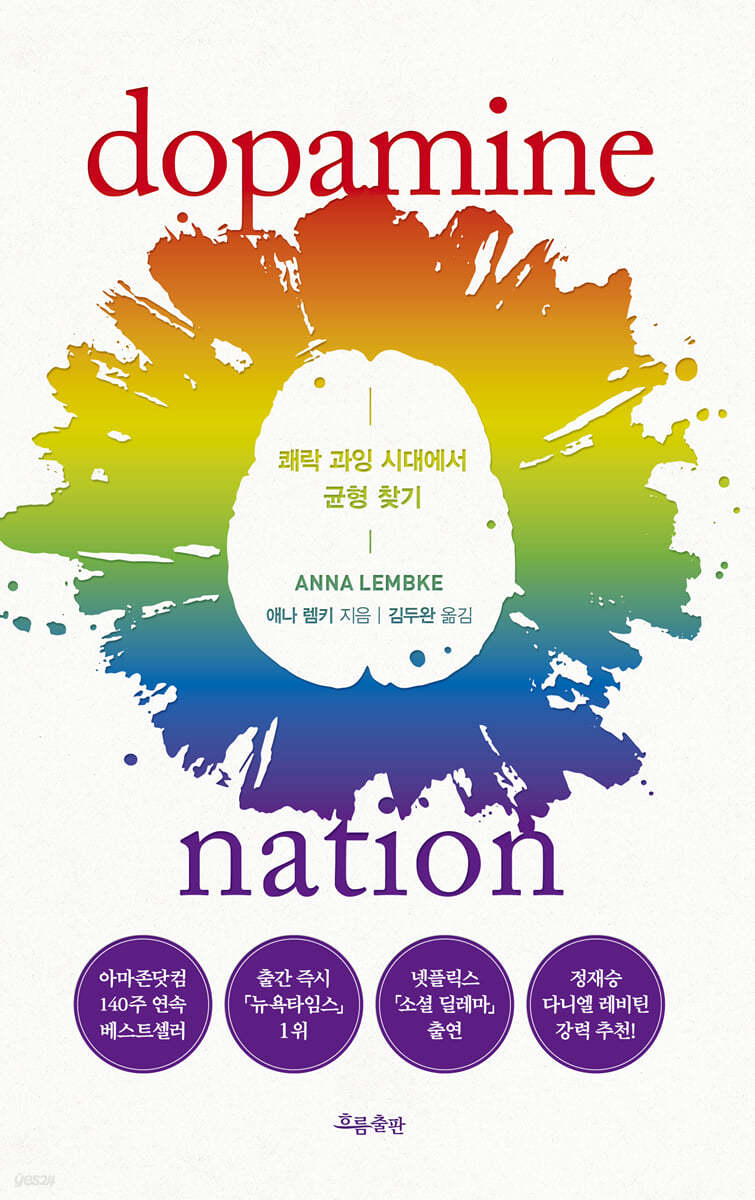 dopamine
쾌락 과잉 시대에서
균형 찾기
ANNA LEMBKE
애나 렘키 지음 | 김두완 옮김
nation
아마존닷컴
140주 연속
베스트셀러
출간 즉시
「뉴욕타임스」
1위
넷플릭스
「소셜 딜레마」
출연
정재승
다니엘 레비틴
강력 추천!
흐름출판
yes24